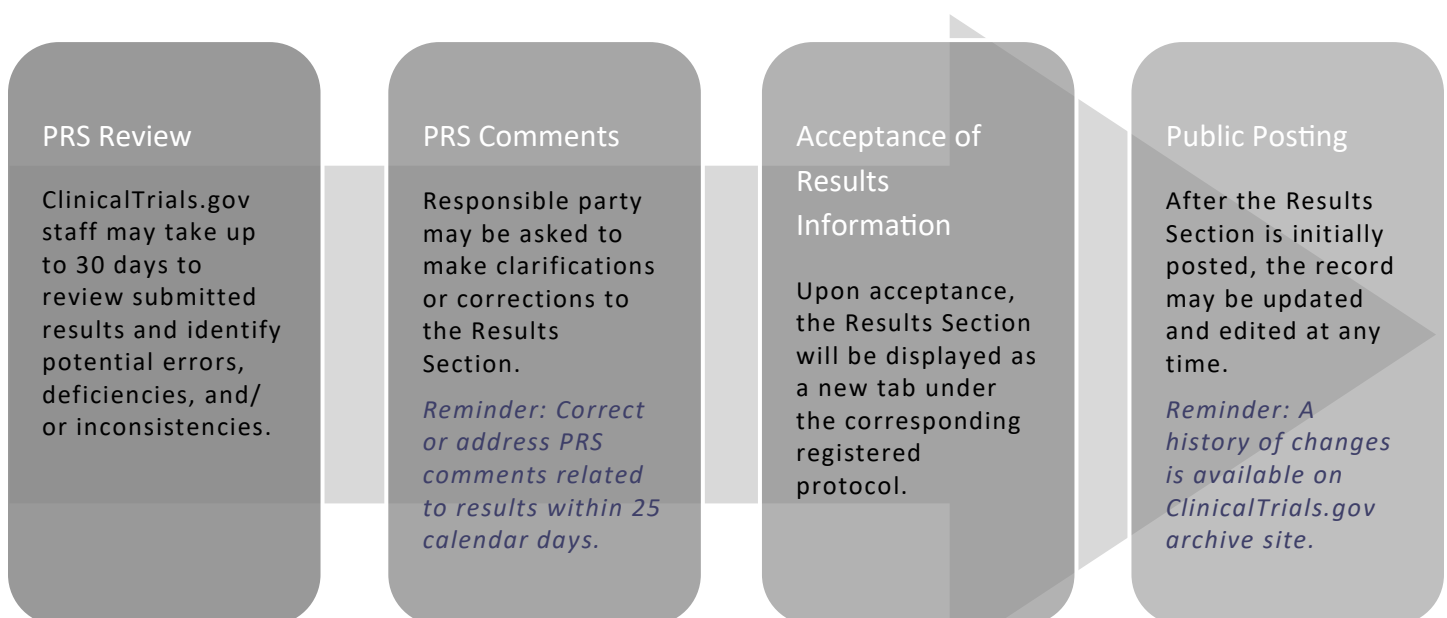 PRS Review
ClinicalTrials.gov
staff may take up
to 30 days to
review submitted
results and identify
potential errors,
deficiencies, and/
or inconsistencies.
PRS Comments
Responsible party
may be asked to
make clarifications
or corrections to
the Results
Section.
Reminder: Correct
or address PRS
comments related
to results within 25
calendar days.
Acceptance of
Results
Information
Upon acceptance,
the Results Section
will be displayed as
a new tab under
the corresponding
registered
protocol.
Public Posting
After the Results
Section is initially
posted, the record
may be updated
and edited at any
time.
Reminder: A
history of changes
is available on
ClinicalTrials.gov
archive site.